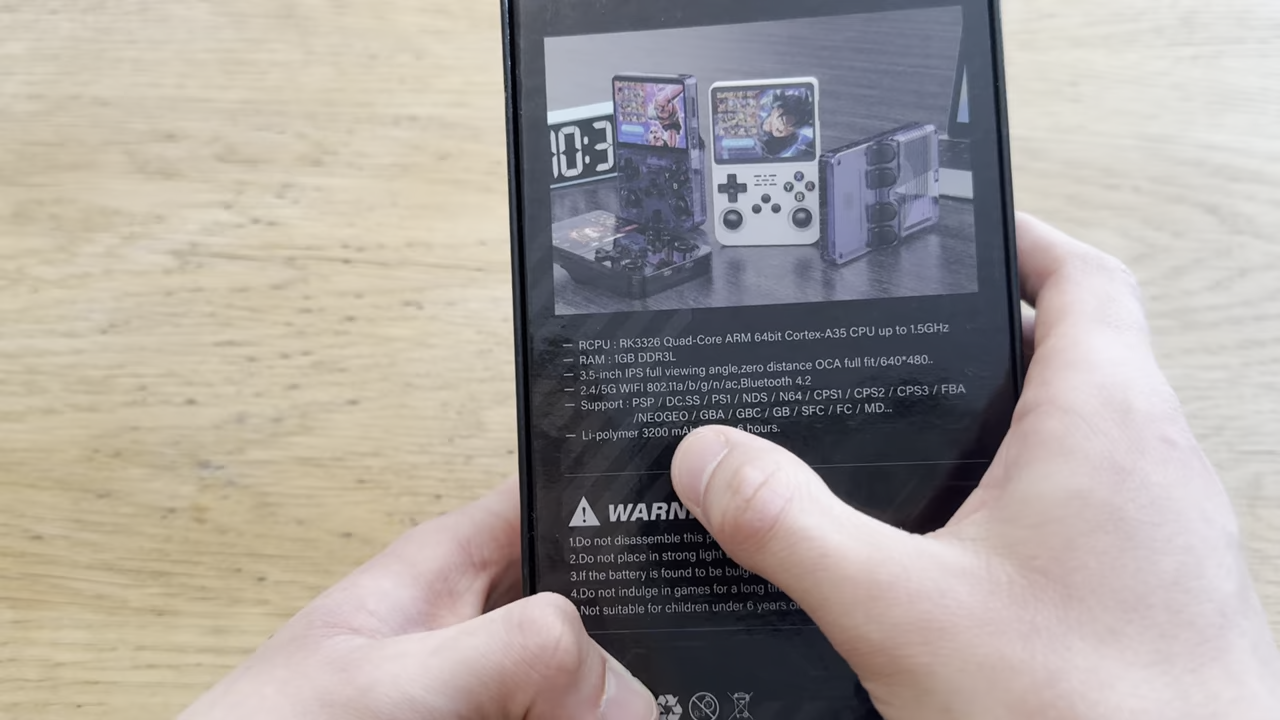 10:3
Y X A B
— RCPU : RK3326 Quad-Core ARM 64bit Cortex-A35 CPU up to 1.5GHz
— RAM : 1GB DDR3L
— 3.5-inch IPS full viewing angle,zero distance OCA full fit/640*480..
— 2.4/5G WIFI 802.11a/b/g/n/ac,Bluetooth 4.2
— Support : PSP / DC.SS / PS1 / NDS / N64 / CPS1 / CPS2 / CPS3 / FBA
/NEOGEO / GBA / GBC / GB / SFC / FC / MD...
— Li-polymer 3200 6 hours.
1.Do not disassemble this
2.Do not place in strong light
3.If the battery is found to be
4.Do not indulge in games for a long
Not suitable for children under 6 years